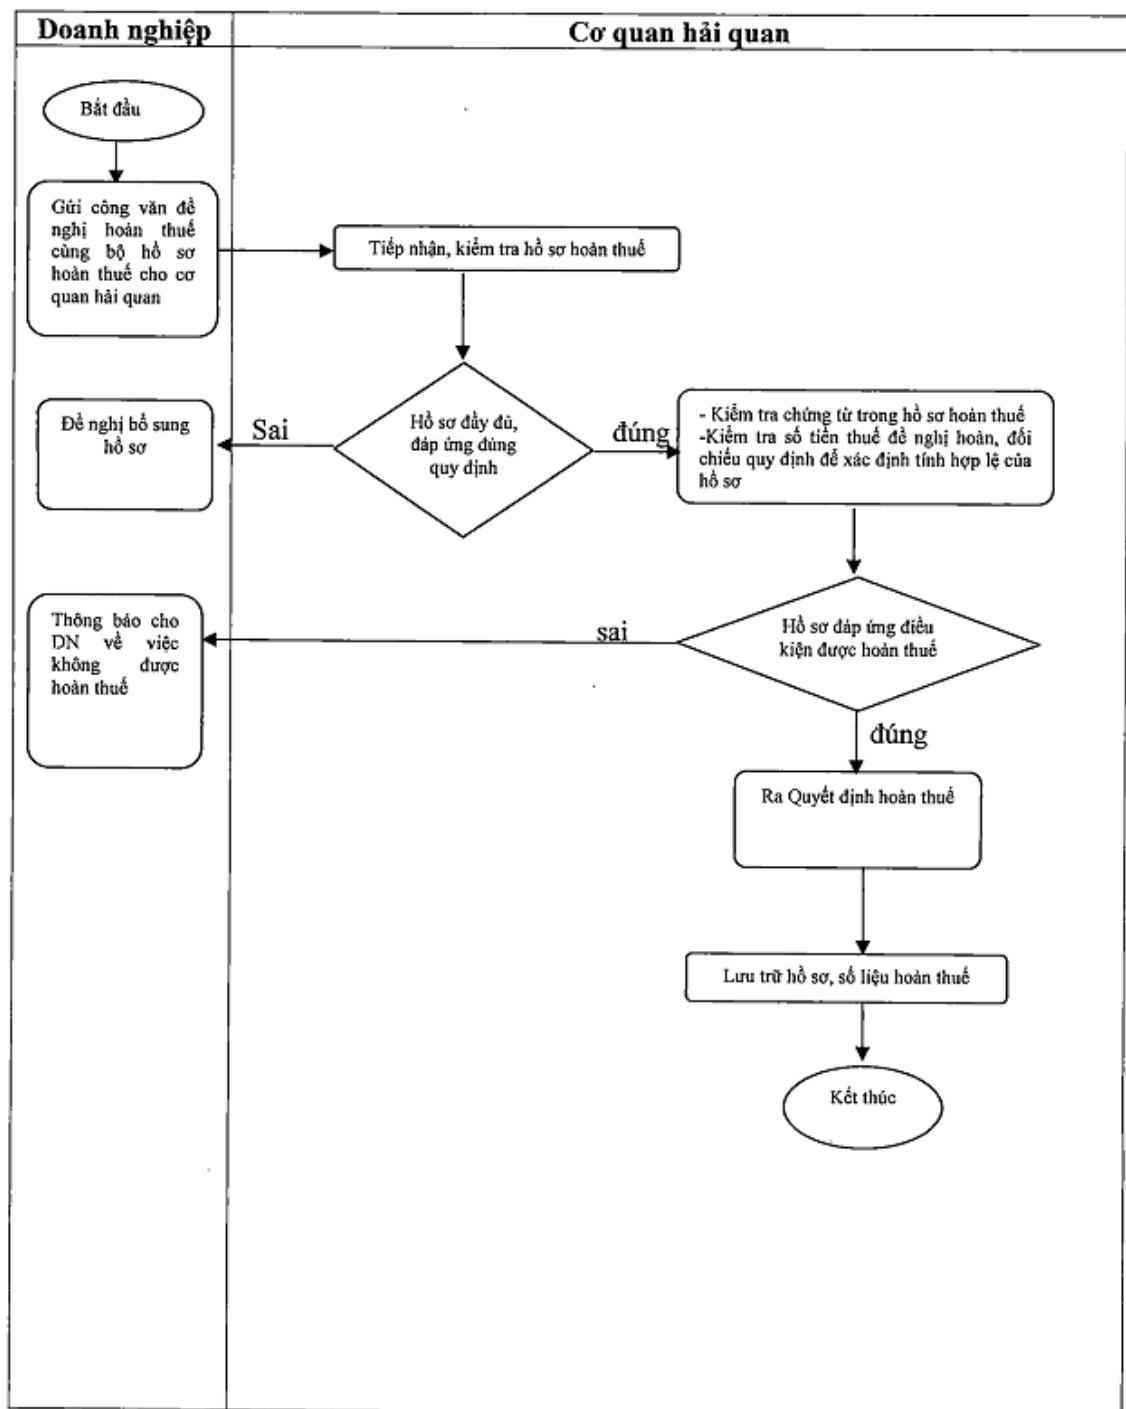 Doanh nghiệp
Cơ quan hải quan
Bắt đầu
Gửi công văn đề
nghị hoàn thuế
cùng bộ hồ sơ
hoàn thuế cho cơ
quan hải quan
Tiếp nhận, kiểm tra hồ sơ hoàn thuế
Đề nghị bổ sung
hồ sơ
Sai
Hồ sơ đầy đủ,
đáp ứng đúng
quy định
đúng
- Kiểm tra chứng từ trong hồ sơ hoàn thuế
-Kiểm tra số tiền thuế đề nghị hoàn, đối
chiếu quy định để xác định tính hợp lệ của
hồ sơ
Thông báo cho
DN về việc
không được
hoàn thuế
sai
Hồ sơ đáp ứng điều
kiện được hoàn thuế
đúng
Ra Quyết định hoàn thuế
Lưu trữ hồ sơ, số liệu hoàn thuế
Kết thúc